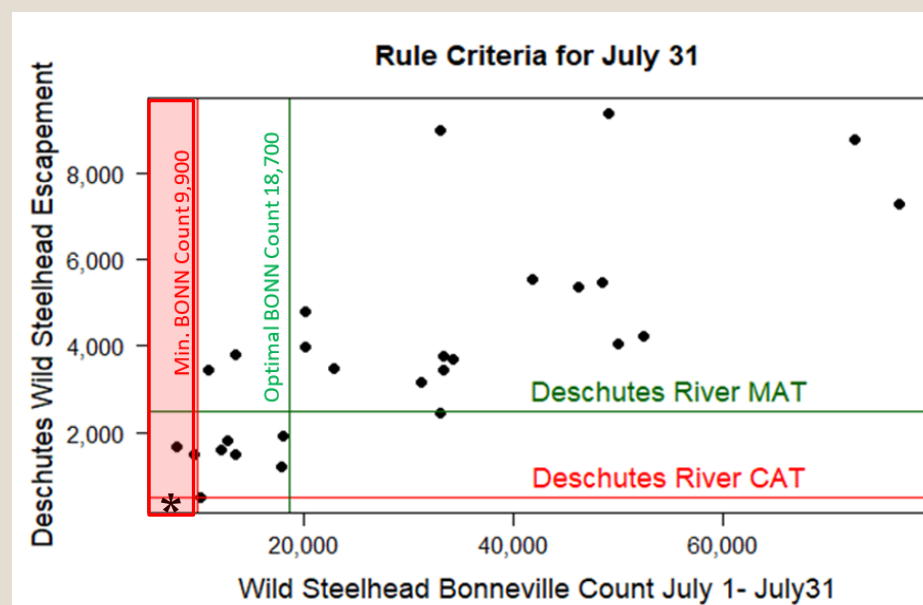 Rule Criteria for July 31
Deschutes Wild Steelhead Escapement
8,000
6,000
4,000
2,000
Min. BONN Count 9,900
Optimal BONN Count 18,700
Deschutes River MAT
Deschutes River CAT
*
20,000
40,000
60,000
Wild Steelhead Bonneville Count July 1- July31